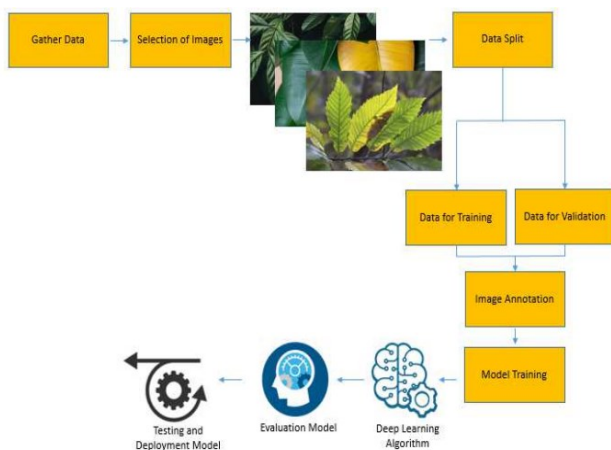 Gather Data
Selection of Images
Data Split
Data for Training
Data for Validation
Image Annotation
Model Training
Deep Learning
Algorithm
Evaluation Model
Testing and
Deployment Model